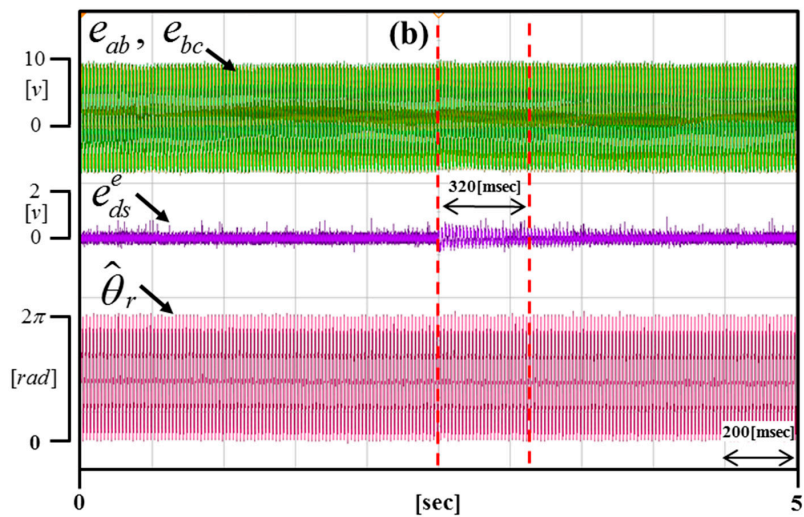 e_ab, e_bc (b)
10
[v]
0
320[msec]
2
[v]
0
e^e_ds
θ̂_r
2π
[rad]
0
200[msec]
0 [sec] 5